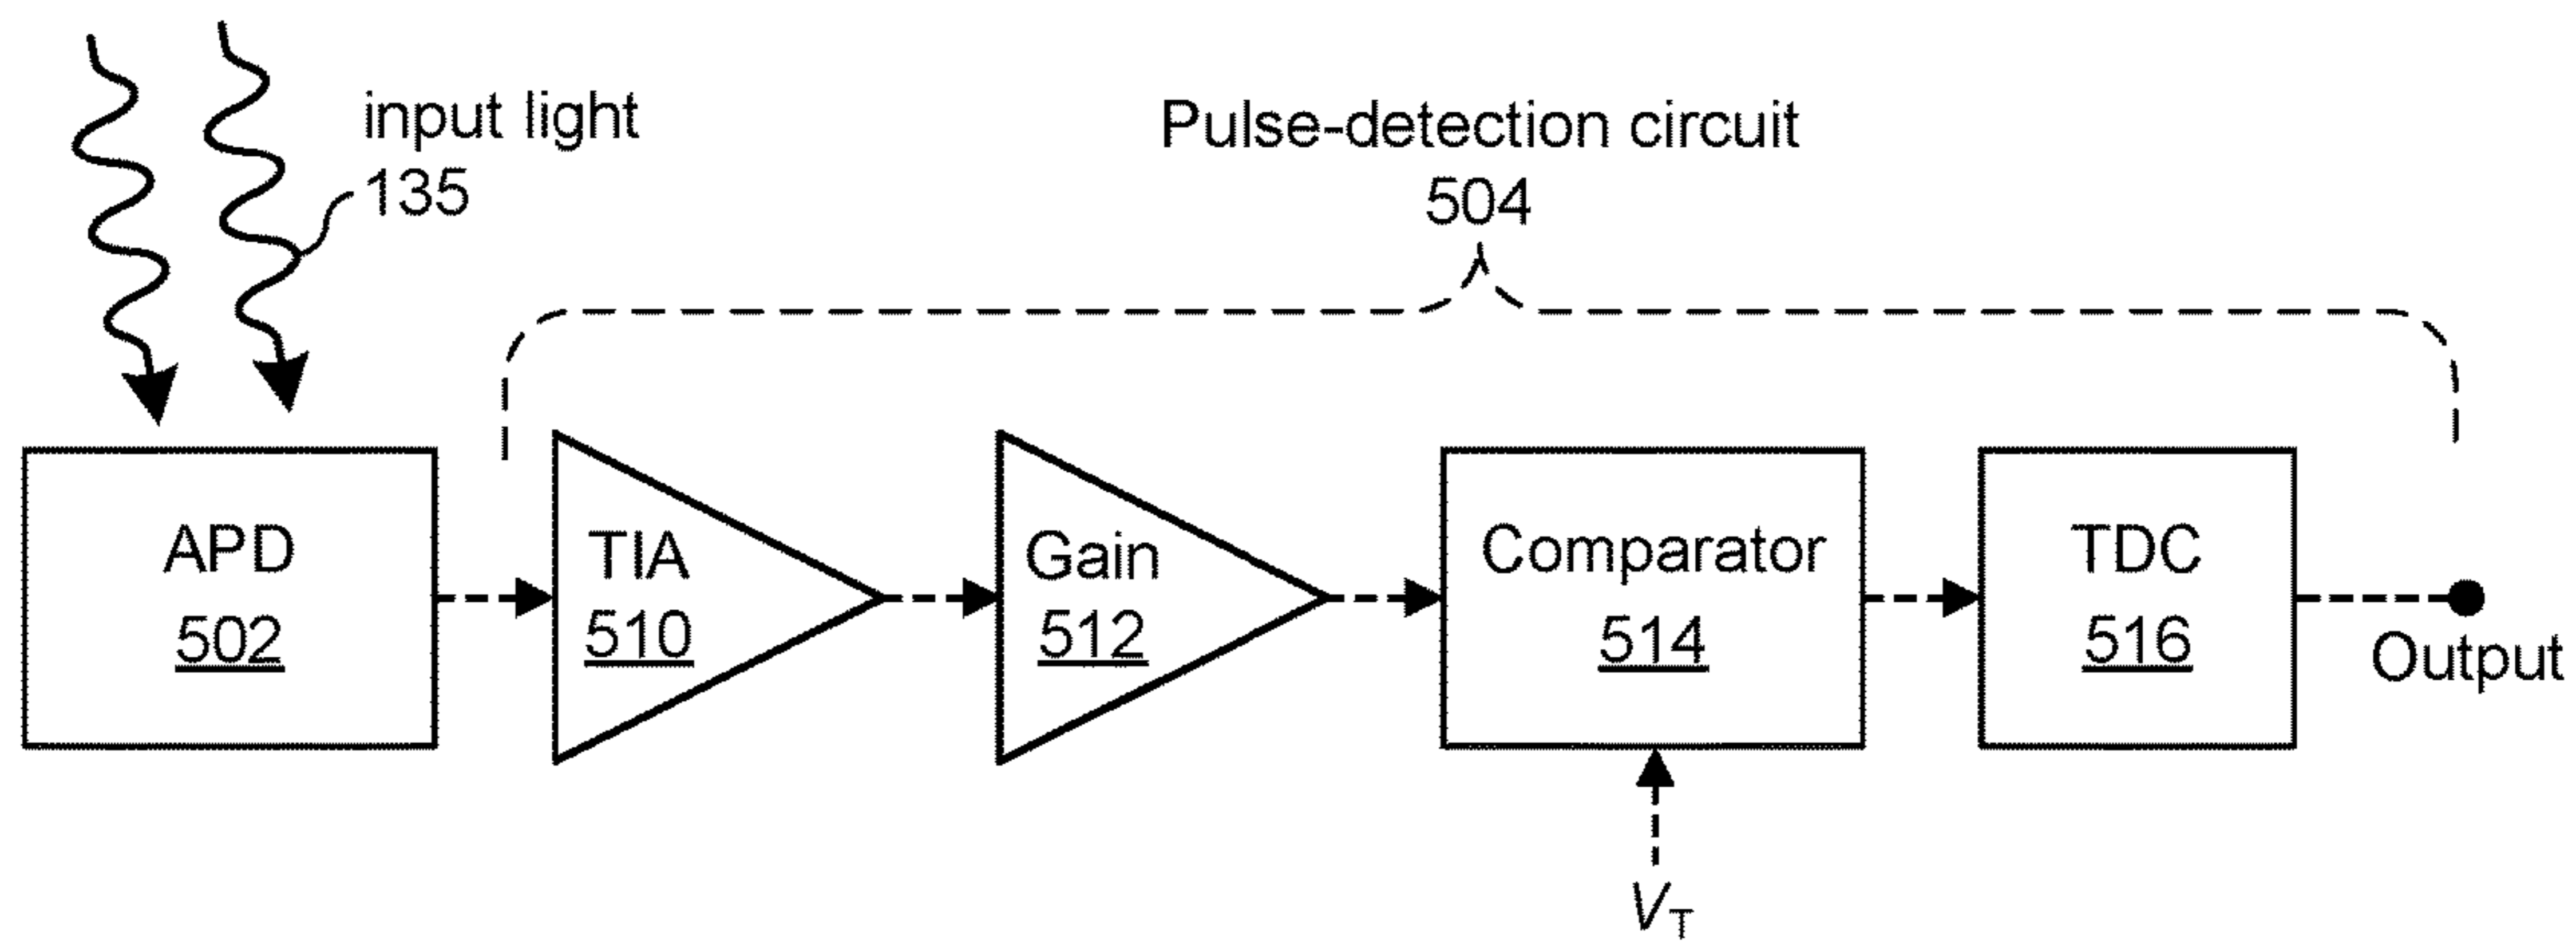 input light
135
Pulse-detection circuit
504
APD
502
TIA
510
Gain
512
Comparator
514
TDC
516
Output
VT